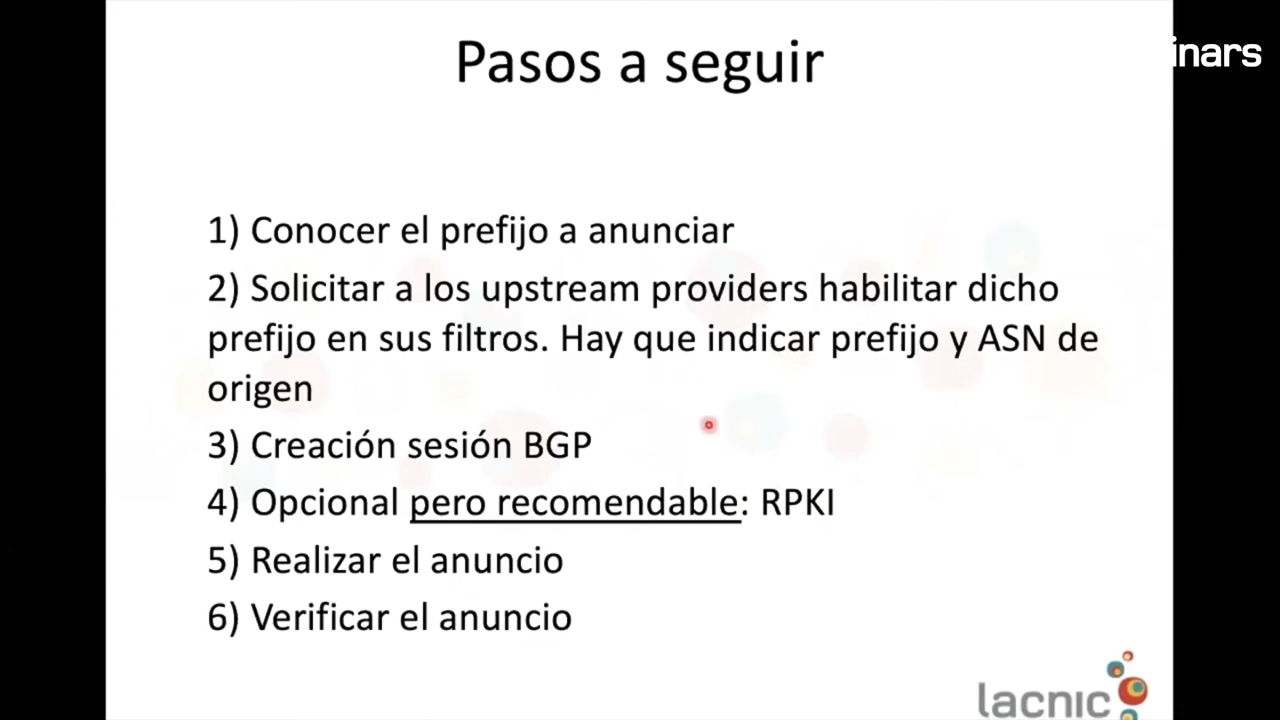 Pasos a seguir
inars
1) Conocer el prefijo a anunciar
2) Solicitar a los upstream providers habilitar dicho
prefijo en sus filtros. Hay que indicar prefijo y ASN de
origen
3) Creación sesión BGP
4) Opcional pero recomendable: RPKI
5) Realizar el anuncio
6) Verificar el anuncio
lacnic